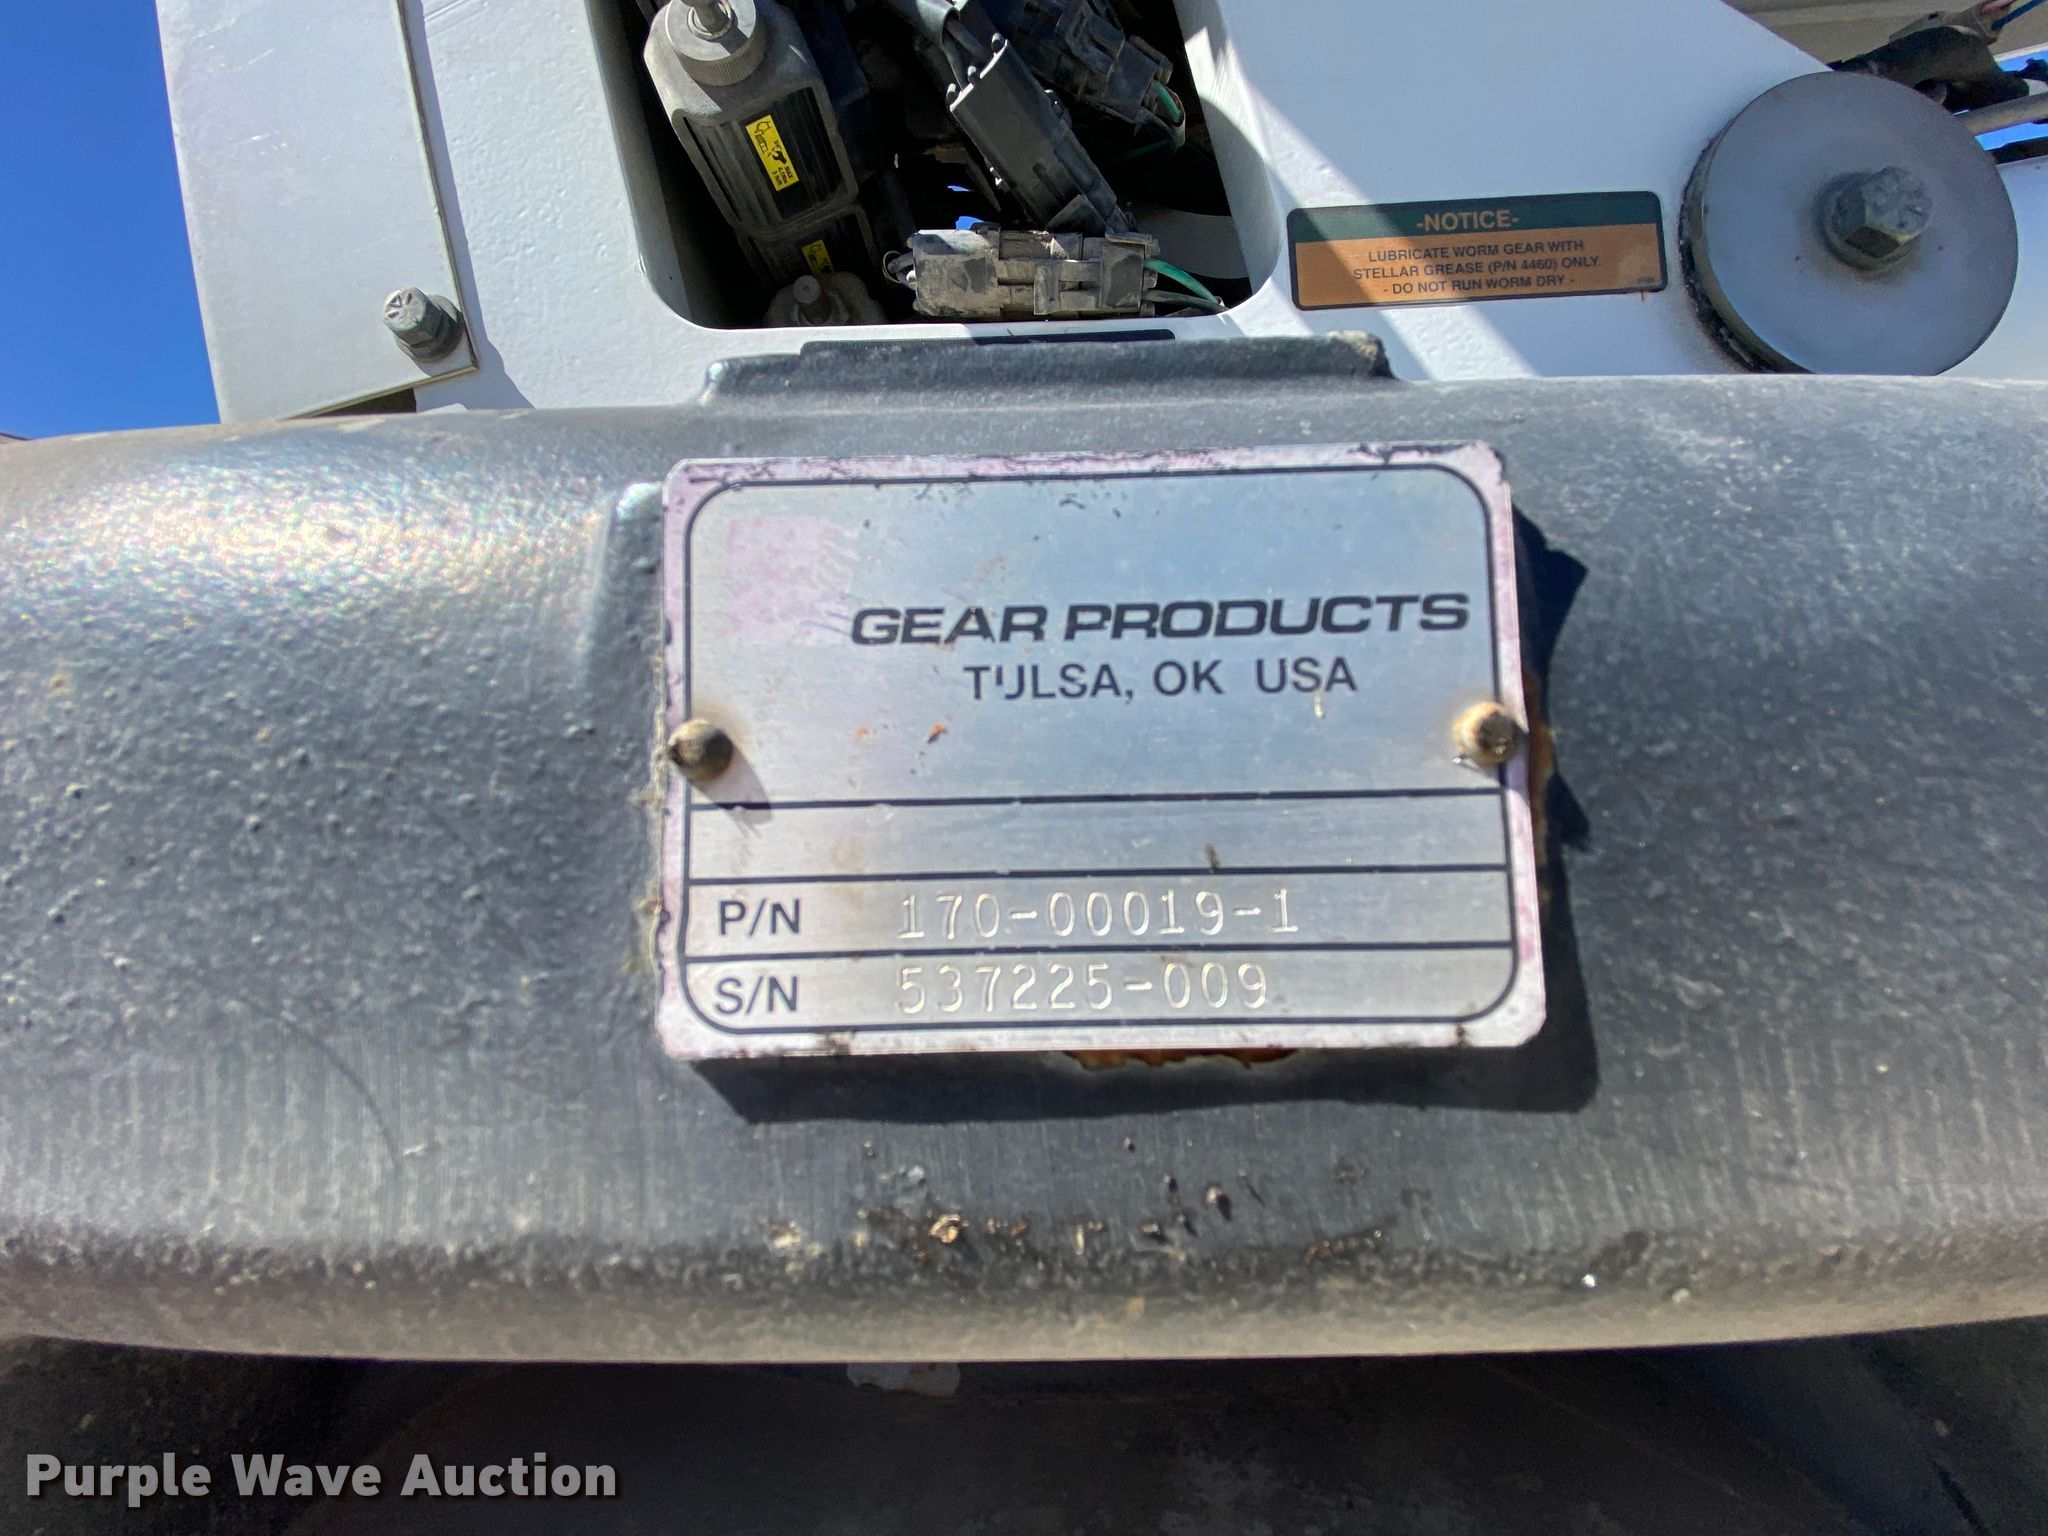 -NOTICE-
LUBRICATE WORM GEAR WITH
STELLAR GREASE (P/N 4460) ONLY
- DO NOT RUN WORM DRY -
GEAR PRODUCTS
TULSA, OK USA
P/N 170-00019-1
S/N 537225-009
Purple Wave Auction